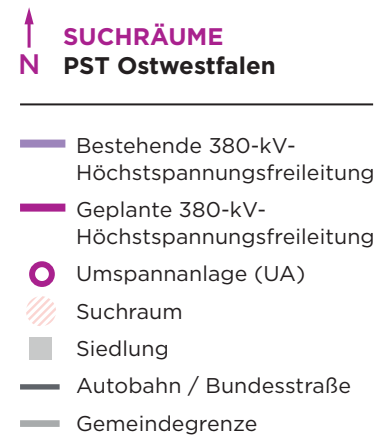 SUCHRÄUME
N PST Ostwestfalen
Bestehende 380-kV-
Höchstspannungsfreileitung
Geplante 380-kV-
Höchstspannungsfreileitung
Umspannanlage (UA)
Suchraum
Siedlung
Autobahn / Bundesstraße
Gemeindegrenze